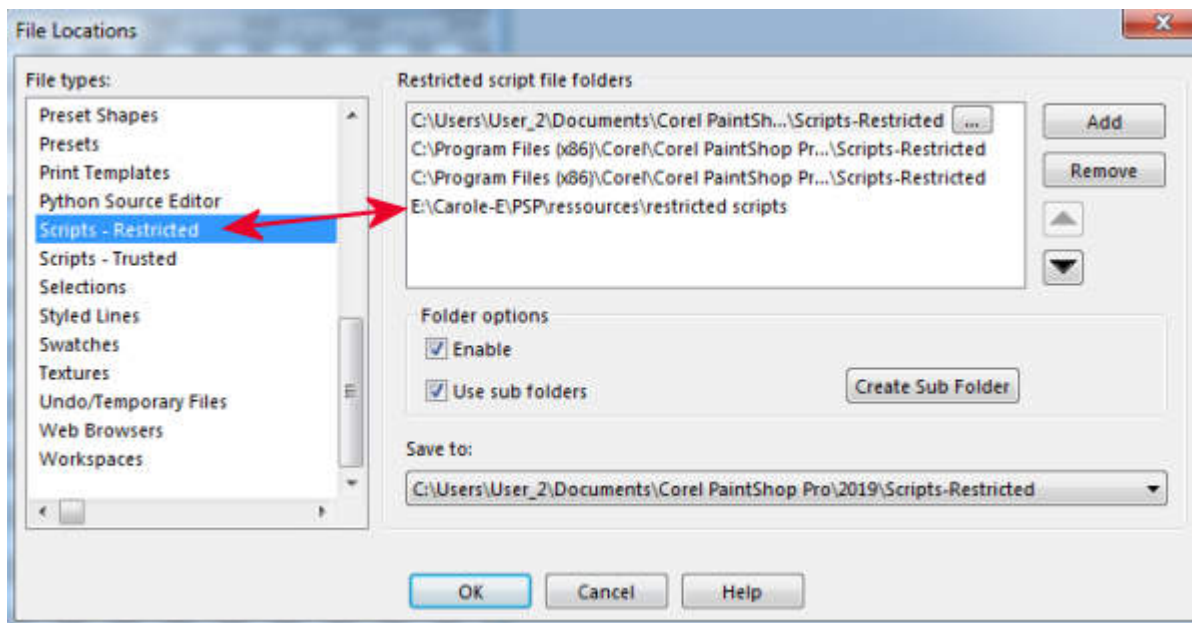 File Locations
File types:
Preset Shapes
Presets
Print Templates
Python Source Editor
Scripts - Restricted
Scripts - Trusted
Selections
Styled Lines
Swatches
Textures
Undo/Temporary Files
Web Browsers
Workspaces
Restricted script file folders
C:\Users\User_2\Documents\Corel PaintSh...\Scripts-Restricted ...
C:\Program Files (x86)\Corel\Corel PaintShop Pr...\Scripts-Restricted
C:\Program Files (x86)\Corel\Corel PaintShop Pr...\Scripts-Restricted
E:\Carole-E\PSP\ressources\restricted scripts
Add
Remove
Folder options
Enable
Use sub folders
Create Sub Folder
Save to:
C:\Users\User_2\Documents\Corel PaintShop Pro\2019\Scripts-Restricted
OK
Cancel
Help